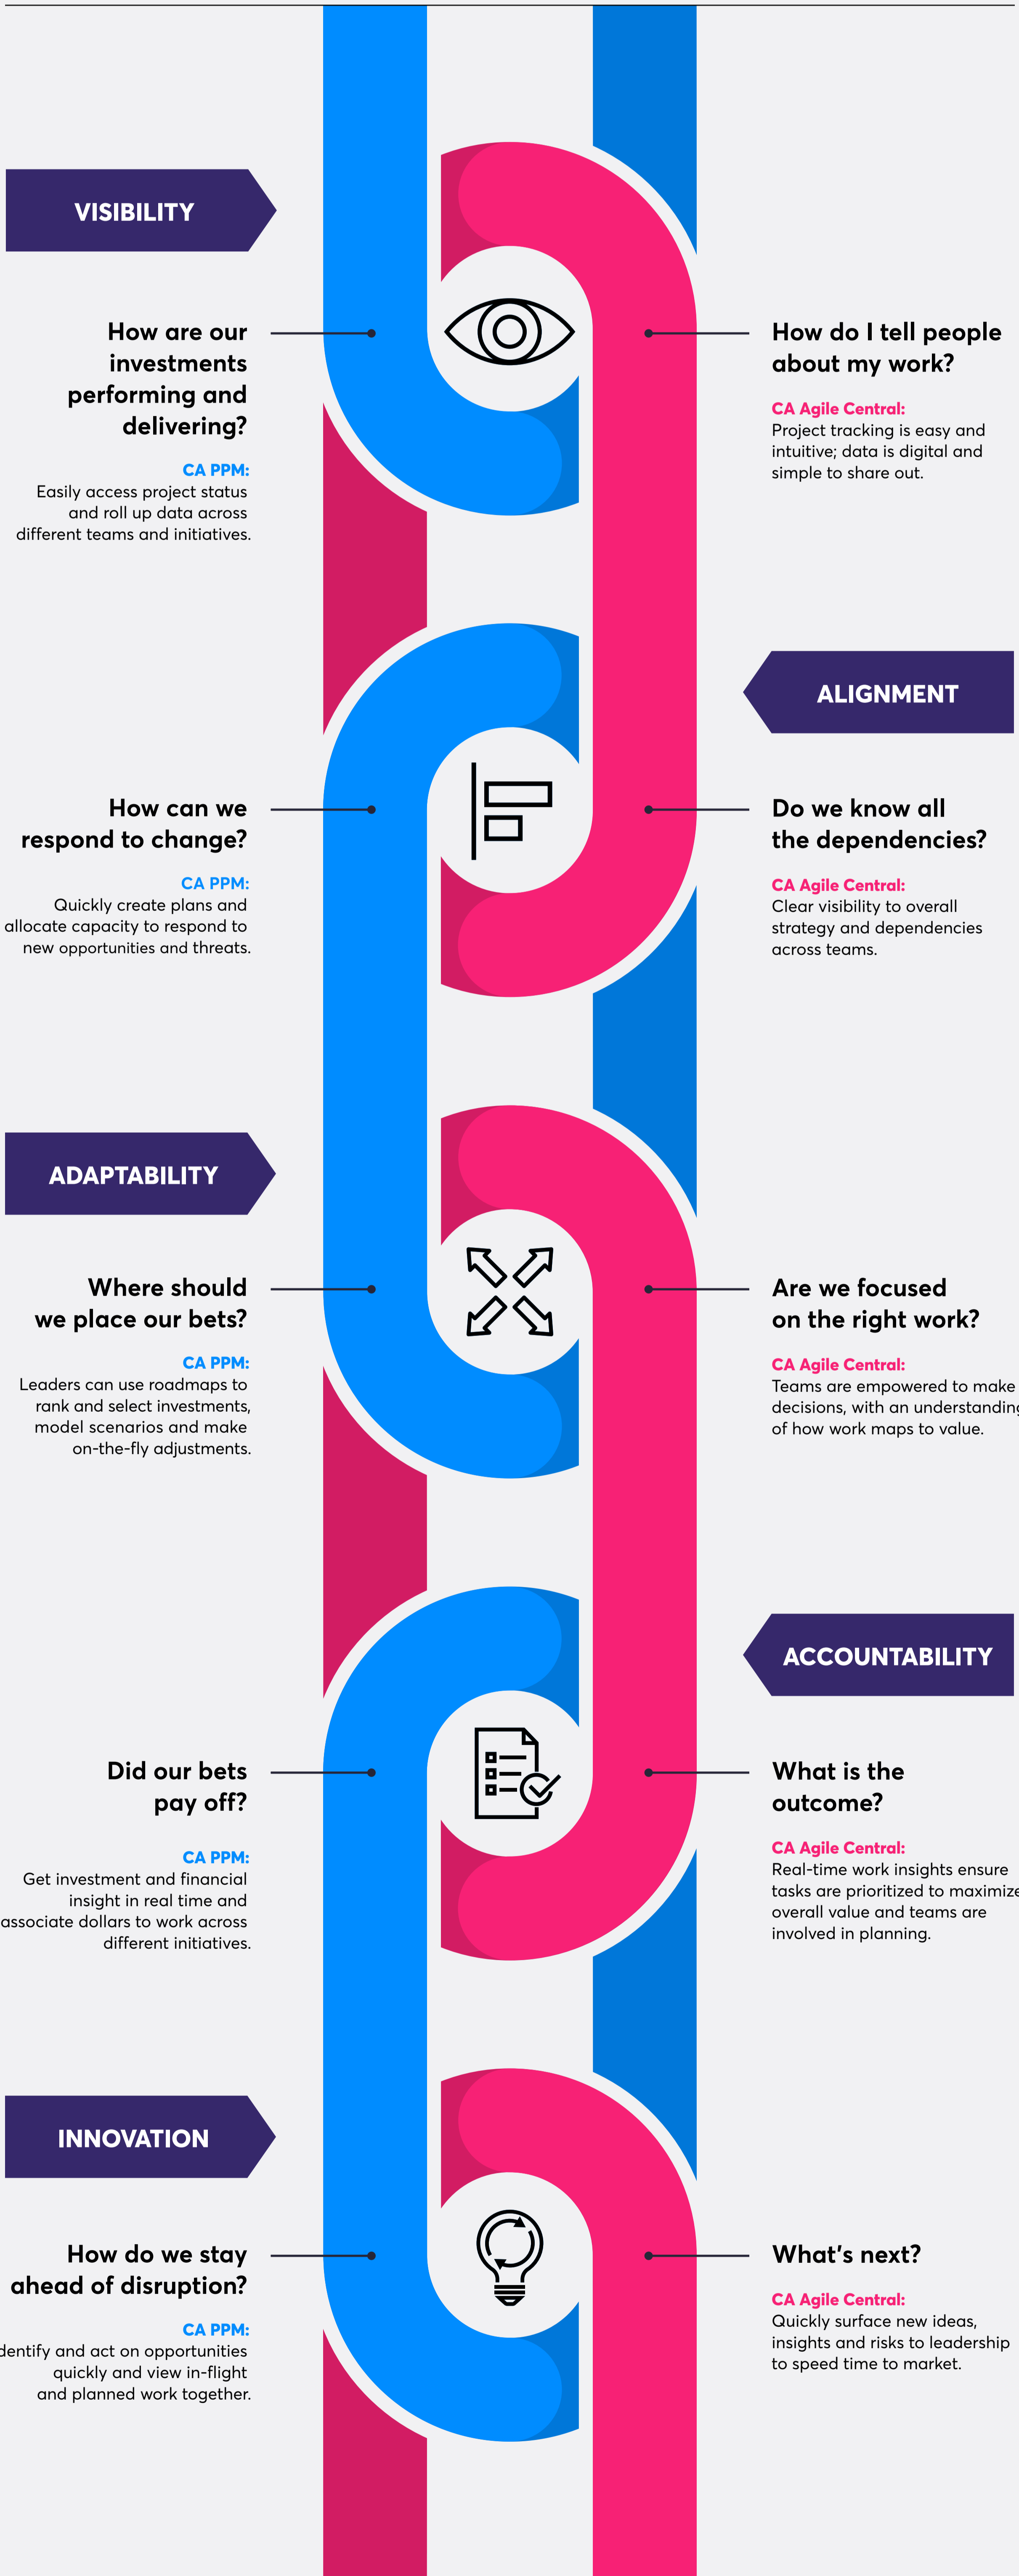 VISIBILITY
How are our
investments
performing and
delivering?
CA PPM:
Easily access project status
and roll up data across
different teams and initiatives.
How do I tell people
about my work?
CA Agile Central:
Project tracking is easy and
intuitive; data is digital and
simple to share out.
ALIGNMENT
How can we
respond to change?
CA PPM:
Quickly create plans and
allocate capacity to respond to
new opportunities and threats.
Do we know all
the dependencies?
CA Agile Central:
Clear visibility to overall
strategy and dependencies
across teams.
ADAPTABILITY
Where should
we place our bets?
CA PPM:
Leaders can use roadmaps to
rank and select investments,
model scenarios and make
on-the-fly adjustments.
Are we focused
on the right work?
CA Agile Central:
Teams are empowered to make
decisions, with an understanding
of how work maps to value.
ACCOUNTABILITY
Did our bets
pay off?
CA PPM:
Get investment and financial
insight in real time and
associate dollars to work across
different initiatives.
What is the
outcome?
CA Agile Central:
Real-time work insights ensure
tasks are prioritized to maximize
overall value and teams are
involved in planning.
INNOVATION
How do we stay
ahead of disruption?
CA PPM:
dentify and act on opportunities
quickly and view in-flight
and planned work together.
What's next?
CA Agile Central:
Quickly surface new ideas,
insights and risks to leadership
to speed time to market.